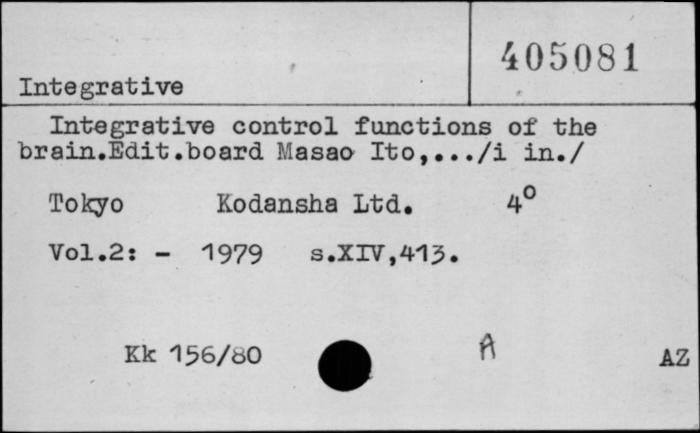 405081
Integrative
Integrative control functions of the
brain.Edit.board Masao Ito,.../i in./
Tokyo Kodansha Ltd. 4°
Vol.2: - 1979 s.XIV,413.
Kk 156/80 A AZ